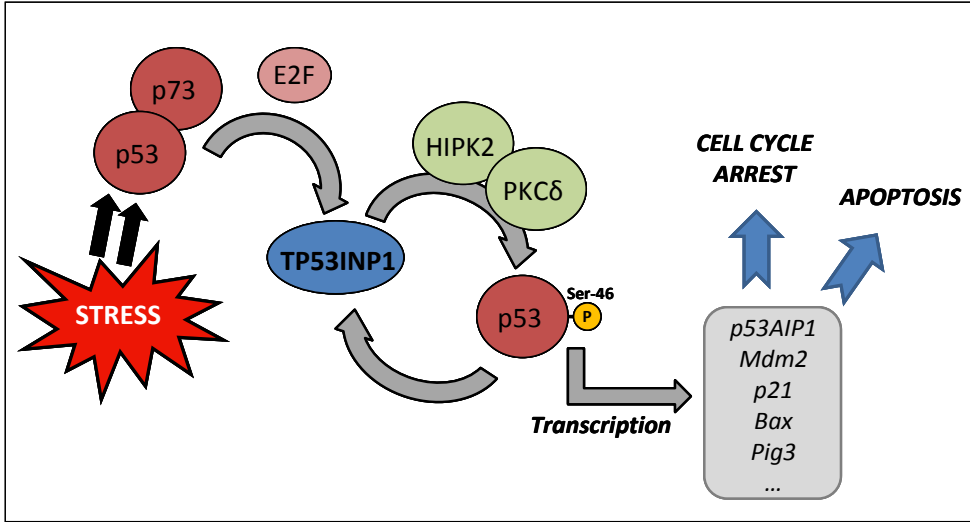 p73
E2F
p53
HIPK2
PKCδ
CELL CYCLE
ARREST
APOPTOSIS
TP53INP1
STRESS
Ser-46
p53
P
p53AIP1
Mdm2
p21
Bax
Pig3
...
Transcription